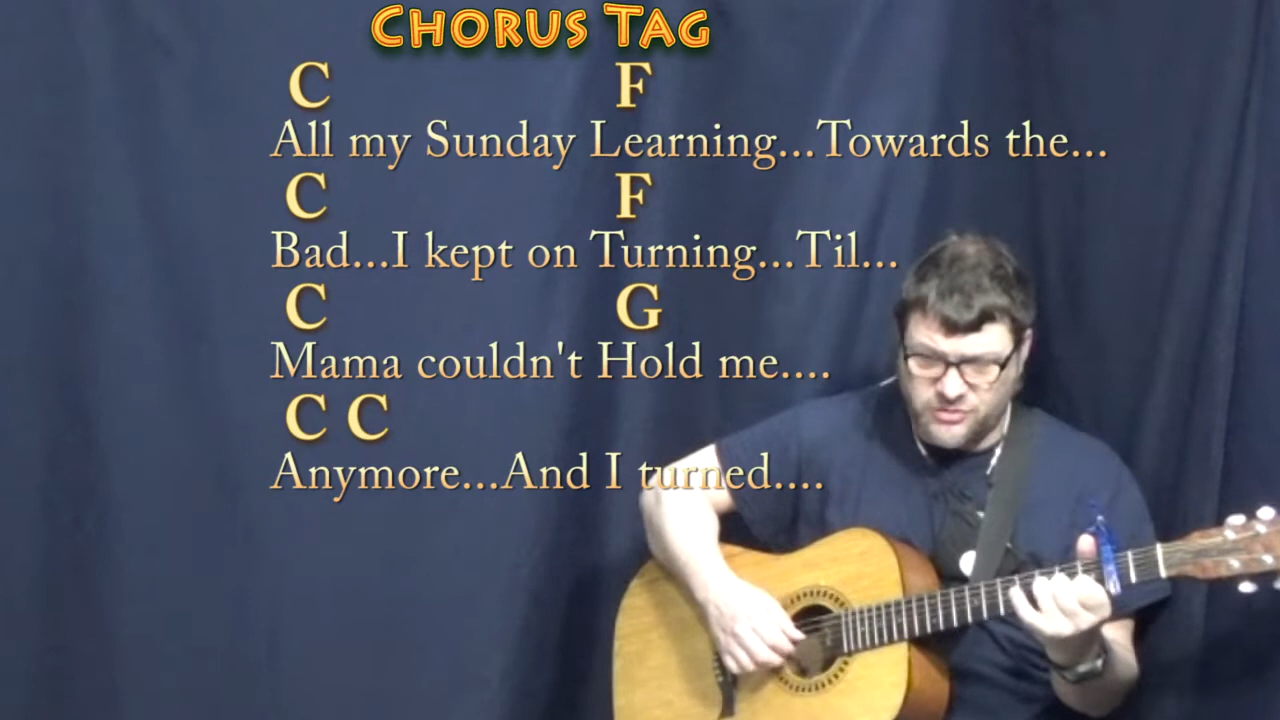 CHORUS TAG
C F
All my Sunday Learning...Towards the...
C F
Bad...I kept on Turning...Til...
C G
Mama couldn't Hold me....
C C
Anymore...And I turned....